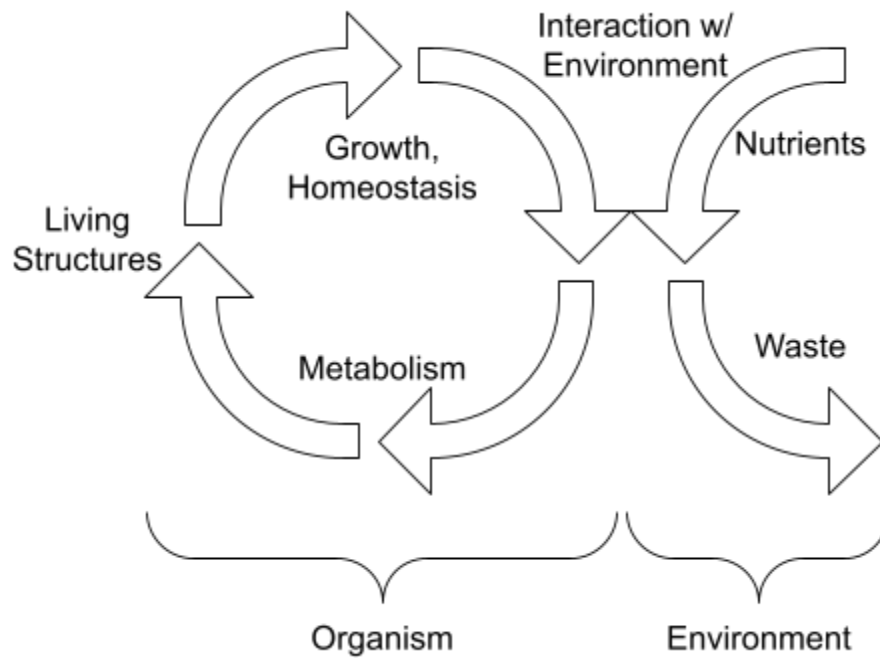 Interaction w/
Environment
Nutrients
Growth,
Homeostasis
Living
Structures
Waste
Metabolism
Organism
Environment